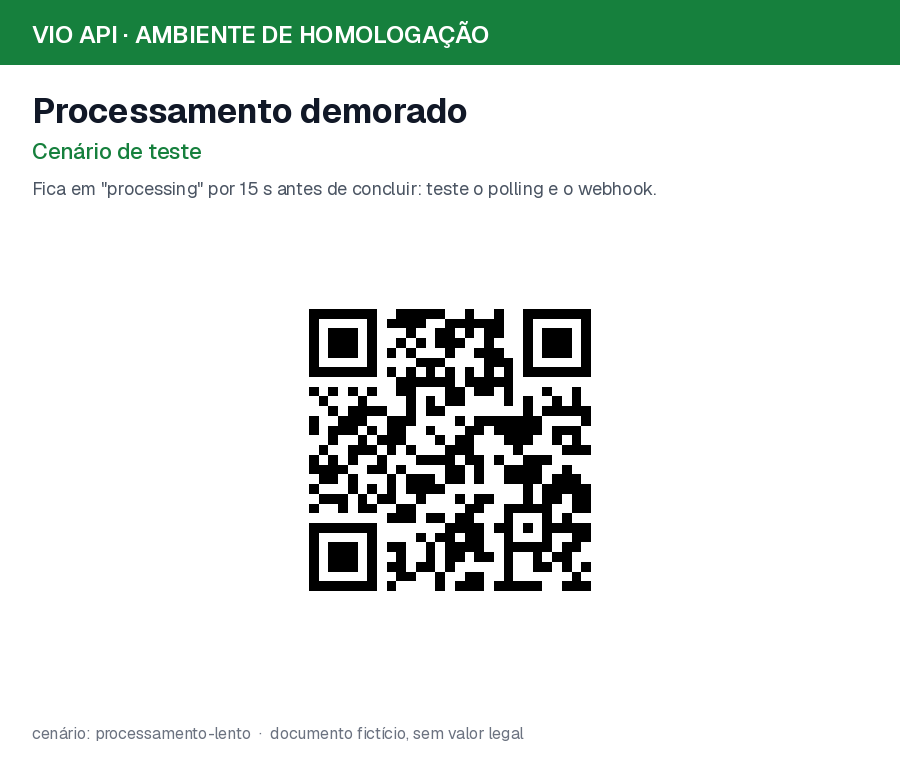 VIO API · AMBIENTE DE HOMOLOGAÇÃO
Processamento demorado
Cenário de teste
Fica em "processing" por 15 s antes de concluir: teste o polling e o webhook.
cenário: processamento-lento · documento fictício, sem valor legal